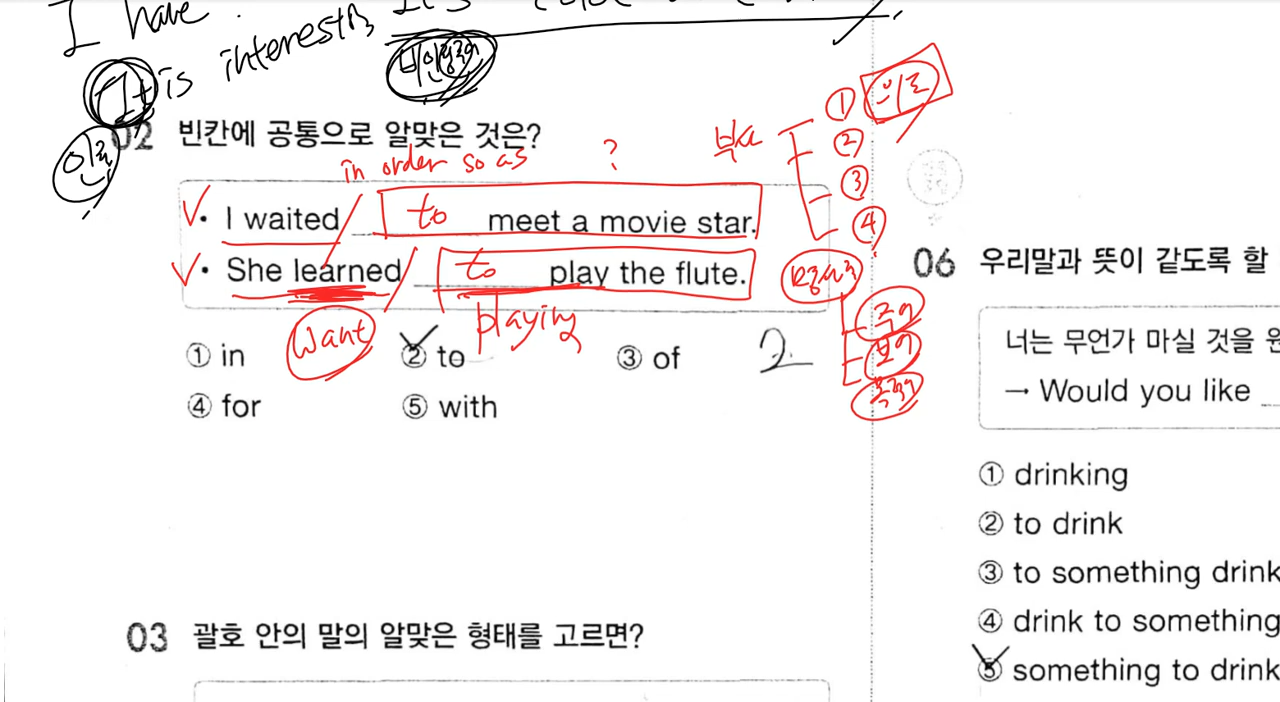 I have
It is interesting
비인칭주어
인칭
02 빈칸에 공통으로 알맞은 것은?
in order so as ?
• I waited / to meet a movie star.
• She learned / to play the flute.
want
playing
① in ② to ③ of
④ for ⑤ with
2
부사
① 의도
②
③
④
명사적
주어
보어
목적어
03 괄호 안의 말의 알맞은 형태를 고르면?
06 우리말과 뜻이 같도록 할
너는 무언가 마실 것을 원
→ Would you like
① drinking
② to drink
③ to something drink
④ drink to something
⑤ something to drink